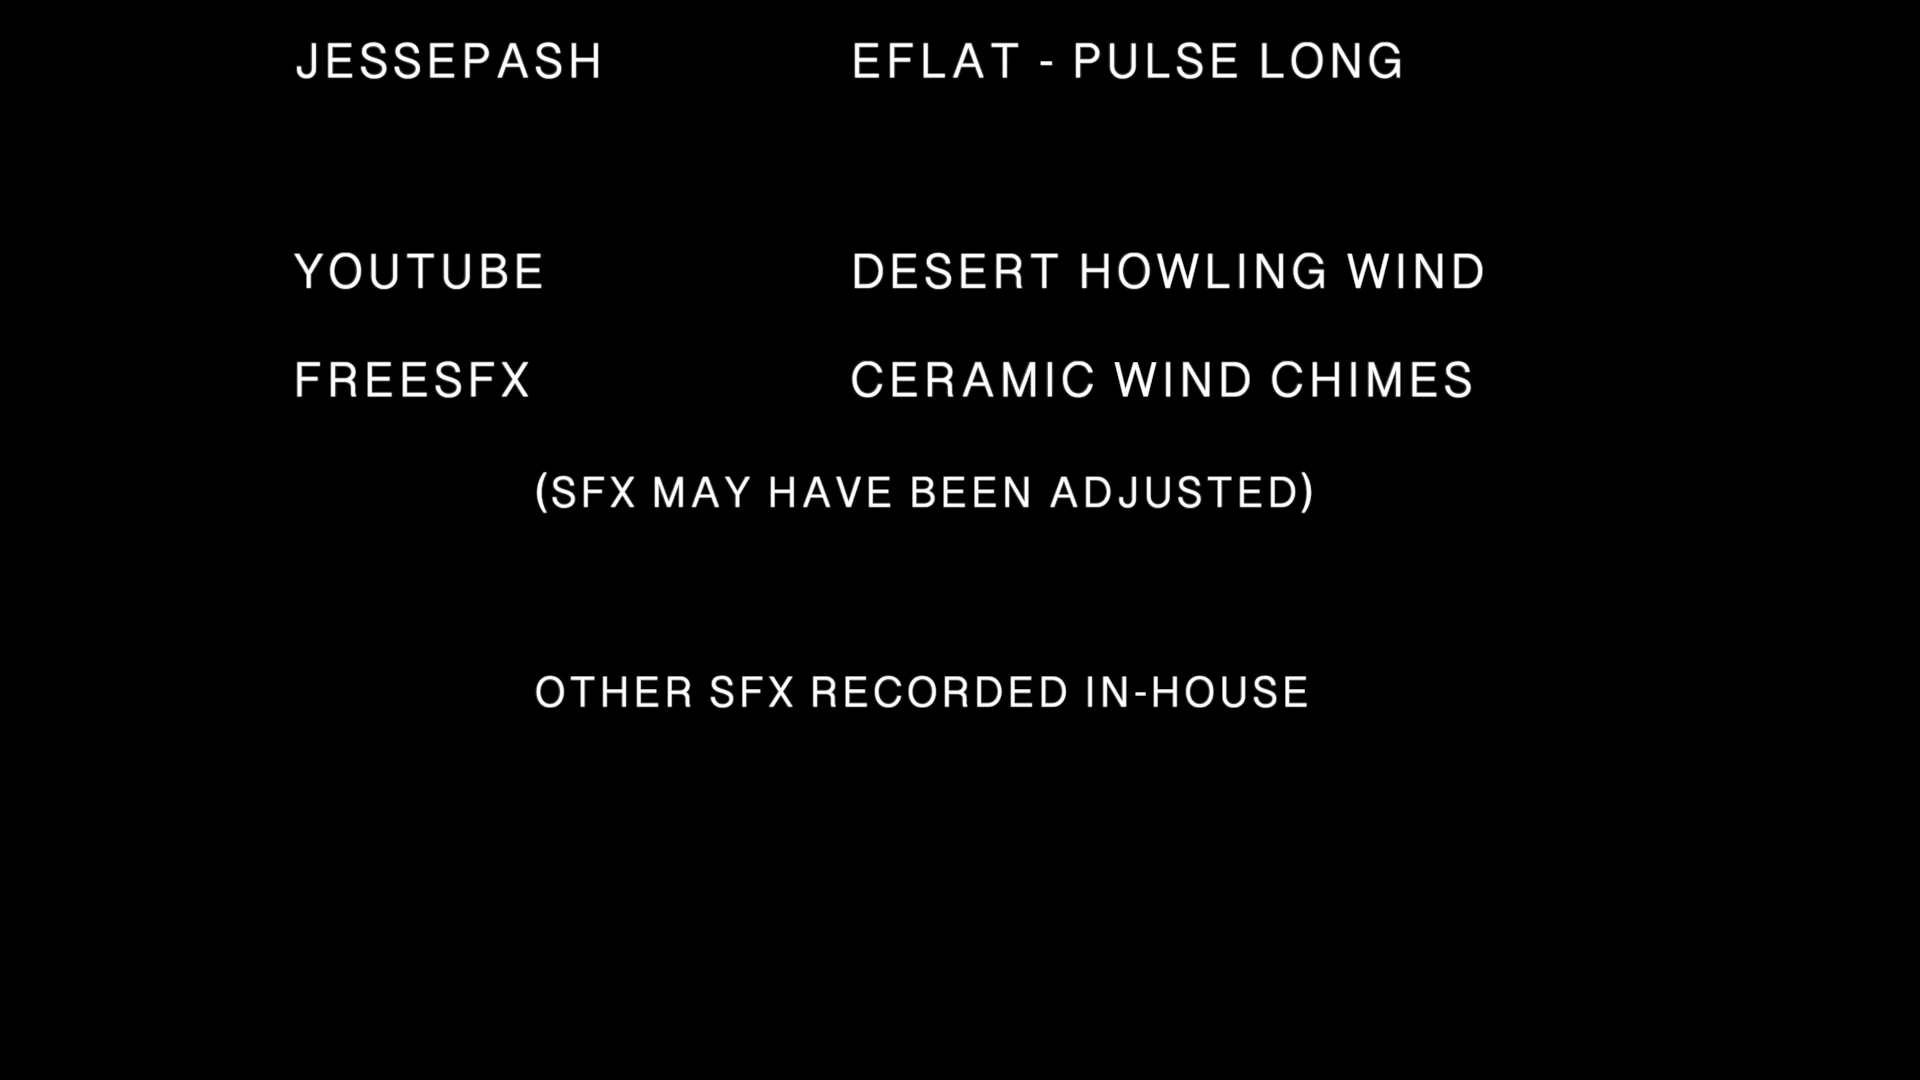 JESSEPASH EFLAT - PULSE LONG
YOUTUBE DESERT HOWLING WIND
FREESFX CERAMIC WIND CHIMES
(SFX MAY HAVE BEEN ADJUSTED)
OTHER SFX RECORDED IN-HOUSE